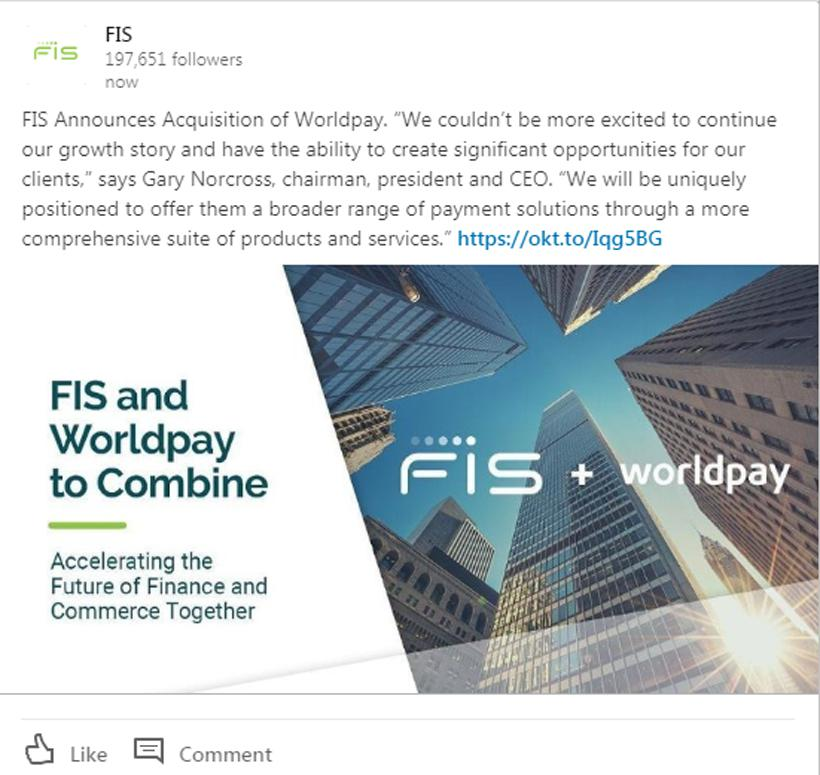 FIS
FIS
197,651 followers
now
FIS Announces Acquisition of Worldpay. “We couldn’t be more excited to continue
our growth story and have the ability to create significant opportunities for our
clients,” says Gary Norcross, chairman, president and CEO. “We will be uniquely
positioned to offer them a broader range of payment solutions through a more
comprehensive suite of products and services.” https://okt.to/Iqg5BG
FIS and
Worldpay
to Combine
Accelerating the
Future of Finance and
Commerce Together
FIS + worldpay
Like Comment